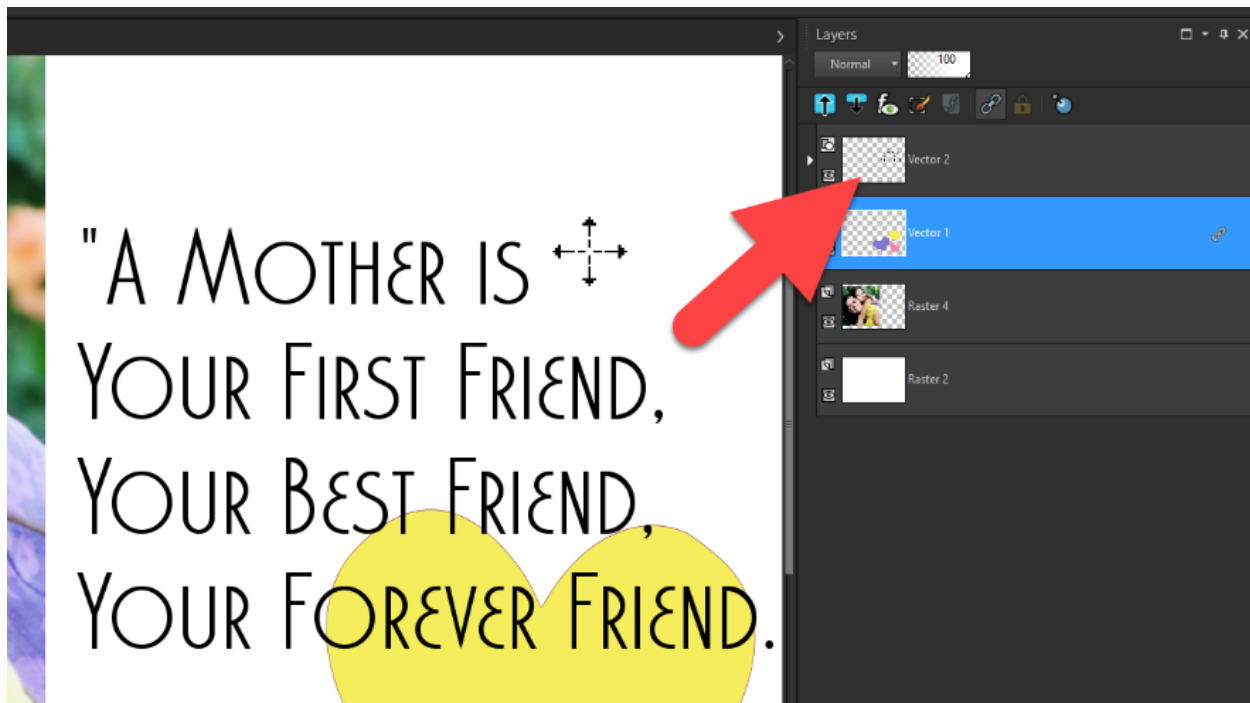 Layers
Normal
100
Vector 2
Vector 1
Raster 4
Raster 2
"A Mother is
Your First Friend,
Your Best Friend,
Your Forever Friend.